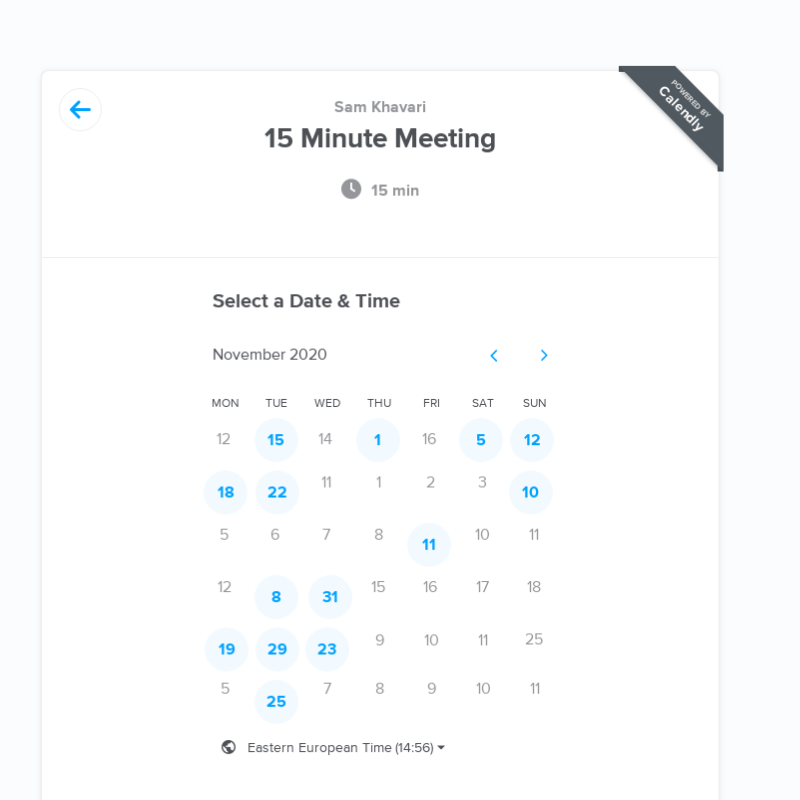 POWERED BY
Calendly
Sam Khavari
15 Minute Meeting
15 min
Select a Date & Time
November 2020
MON TUE WED THU FRI SAT SUN
12 15 14 1 16 5 12
18 22 11 1 2 3 10
5 6 7 8 11 10 11
12 8 31 15 16 17 18
19 29 23 9 10 11 25
5 25 7 8 9 10 11
Eastern European Time (14:56)